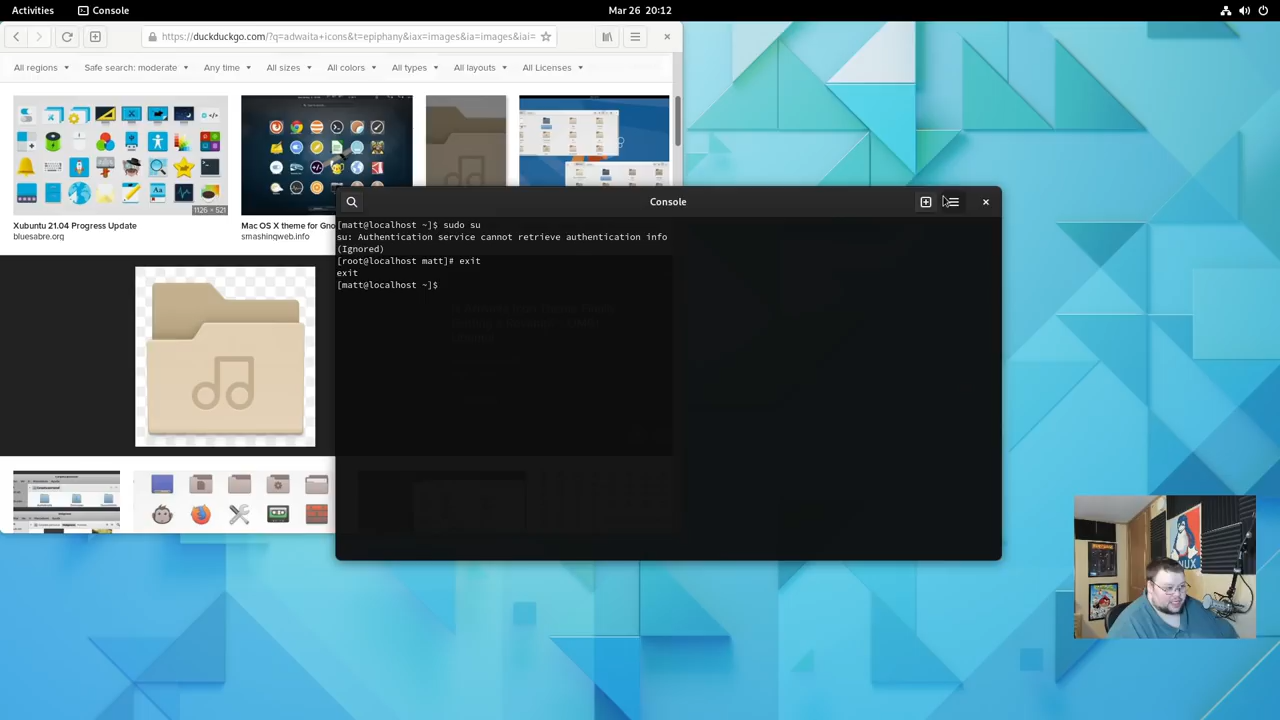 Activities
Console
Mar 26 20:12
https://duckduckgo.com/?q=adwaita+icons&t=epiphany&iax=images&ia=images&iai=
All regions
Safe search: moderate
Any time
All sizes
All colors
All types
All layouts
All Licenses
1126 × 521
Xubuntu 21.04 Progress Update
bluesabre.org
Mac OS X theme for Gno
smashingweb.info
Console
[matt@localhost ~]$ sudo su
su: Authentication service cannot retrieve authentication info
(Ignored)
[root@localhost matt]# exit
exit
[matt@localhost ~]$